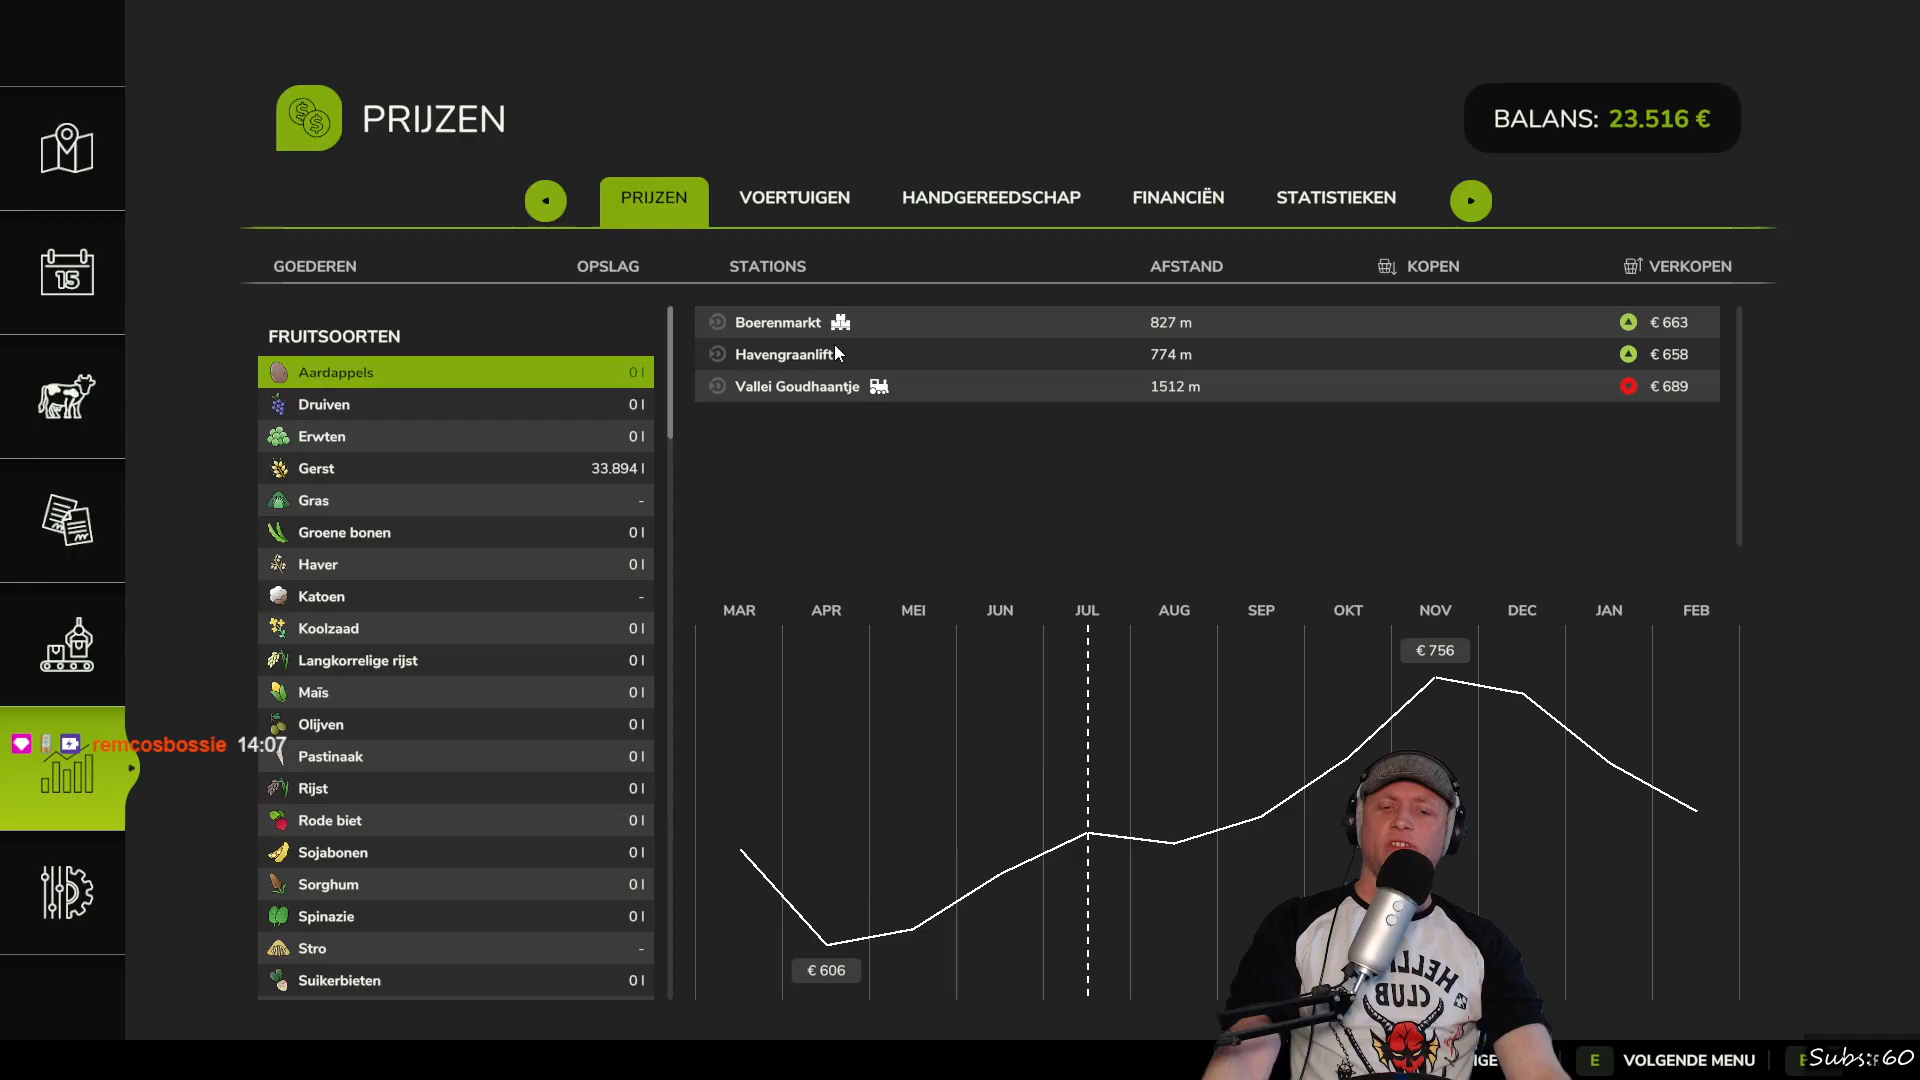 PRIJZEN
BALANS: 23.516 €
PRIJZEN VOERTUIGEN HANDGEREEDSCHAP FINANCIËN STATISTIEKEN
GOEDEREN OPSLAG STATIONS AFSTAND KOPEN VERKOPEN
FRUITSOORTEN
Aardappels 0 l
Druiven 0 l
Erwten 0 l
Gerst 33.894 l
Gras -
Groene bonen 0 l
Haver 0 l
Katoen -
Koolzaad 0 l
Langkorrelige rijst 0 l
Maïs 0 l
Olijven 0 l
Pastinaak 0 l
Rijst 0 l
Rode biet 0 l
Sojabonen 0 l
Sorghum 0 l
Spinazie 0 l
Stro -
Suikerbieten 0 l
Boerenmarkt 827 m € 663
Havengraanlift 774 m € 658
Vallei Goudhaantje 1512 m € 689
MAR APR MEI JUN JUL AUG SEP OKT NOV DEC JAN FEB
€ 756
€ 606
15
remcosbossie 14:07
HELLFIRE
CLUB
E VOLGENDE MENU
Subs: 60